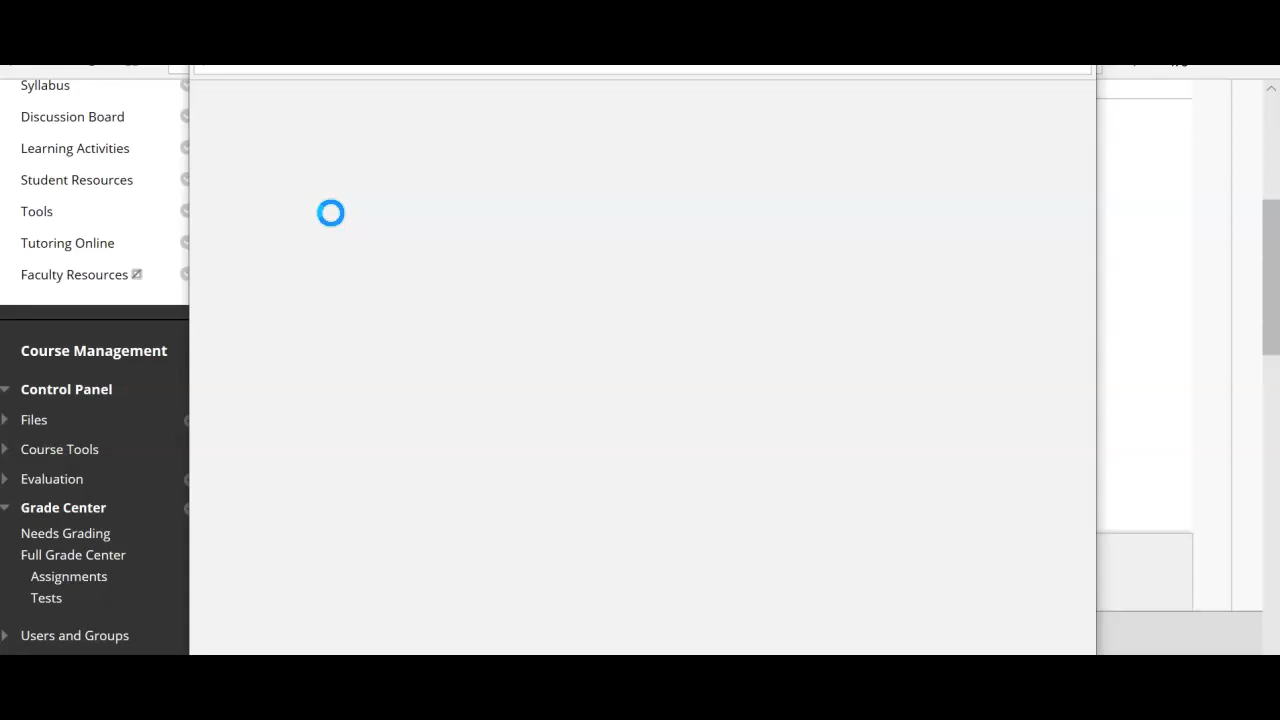 Syllabus
Discussion Board
Learning Activities
Student Resources
Tools
Tutoring Online
Faculty Resources
Course Management
Control Panel
Files
Course Tools
Evaluation
Grade Center
Needs Grading
Full Grade Center
Assignments
Tests
Users and Groups